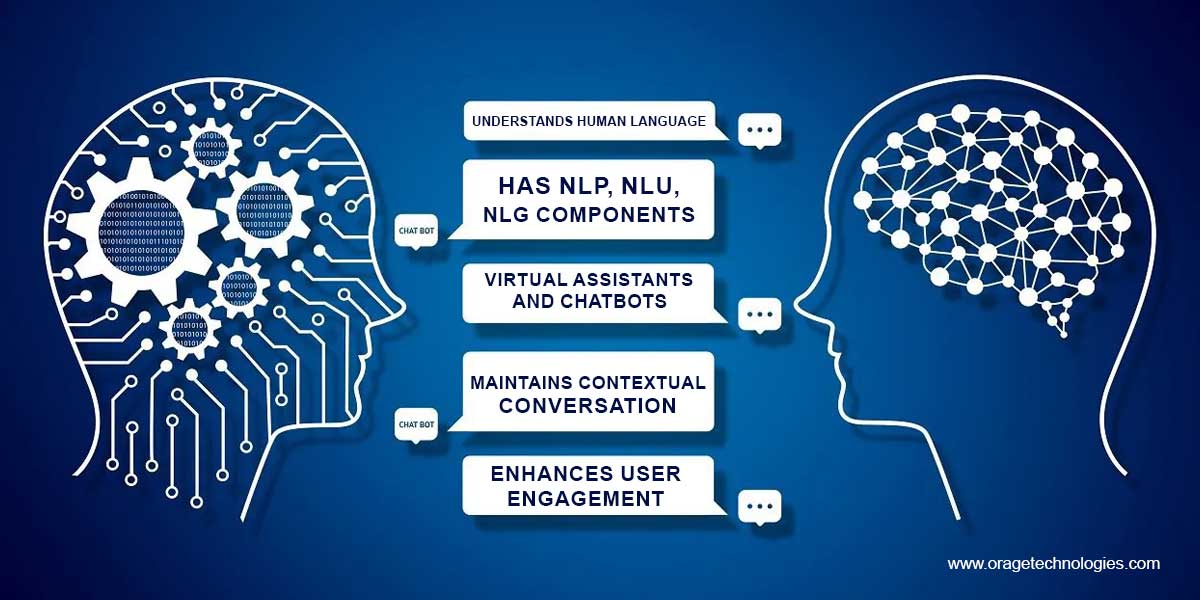 UNDERSTANDS HUMAN LANGUAGE
HAS NLP, NLU,
NLG COMPONENTS
CHAT BOT
VIRTUAL ASSISTANTS
AND CHATBOTS
MAINTAINS CONTEXTUAL
CONVERSATION
CHAT BOT
ENHANCES USER
ENGAGEMENT
www.oragetechnologies.com